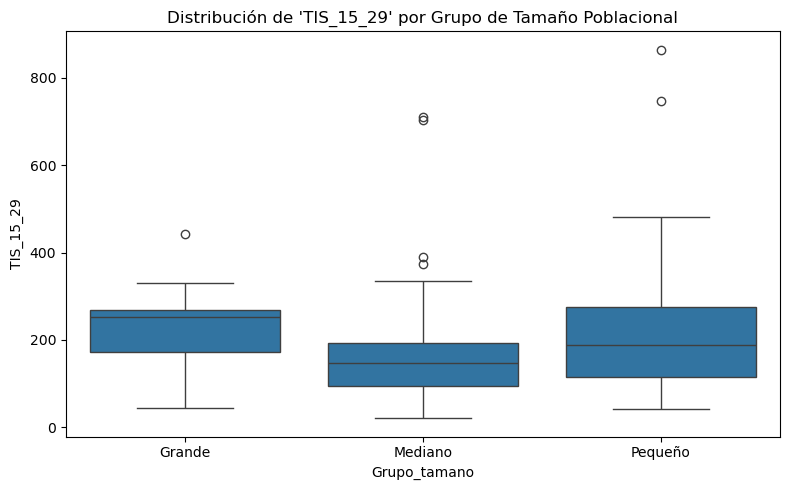 Distribución de 'TIS_15_29' por Grupo de Tamaño Poblacional
TIS_15_29
800
600
400
200
0
Grande Mediano Pequeño
Grupo_tamano